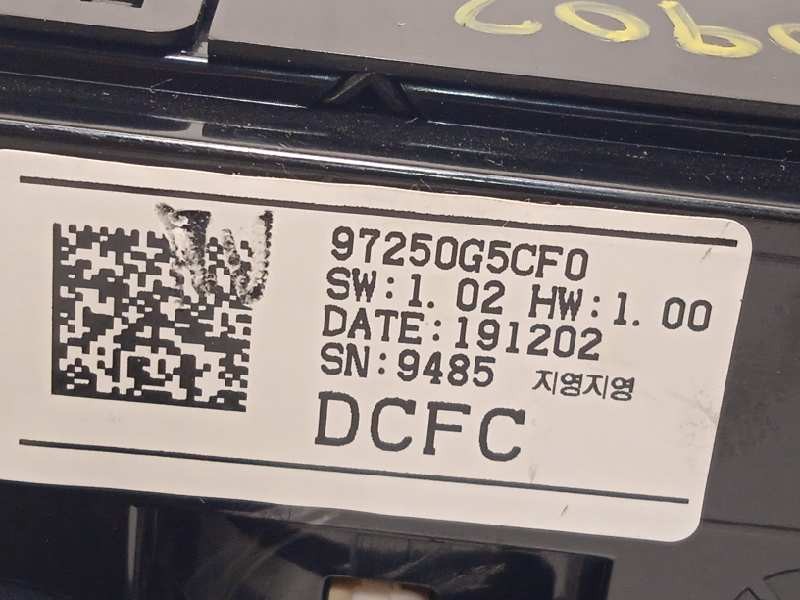 97250G5CF0
SW:1. 02 HW:1. 00
DATE:191202
SN:9485 지영지영
DCFC